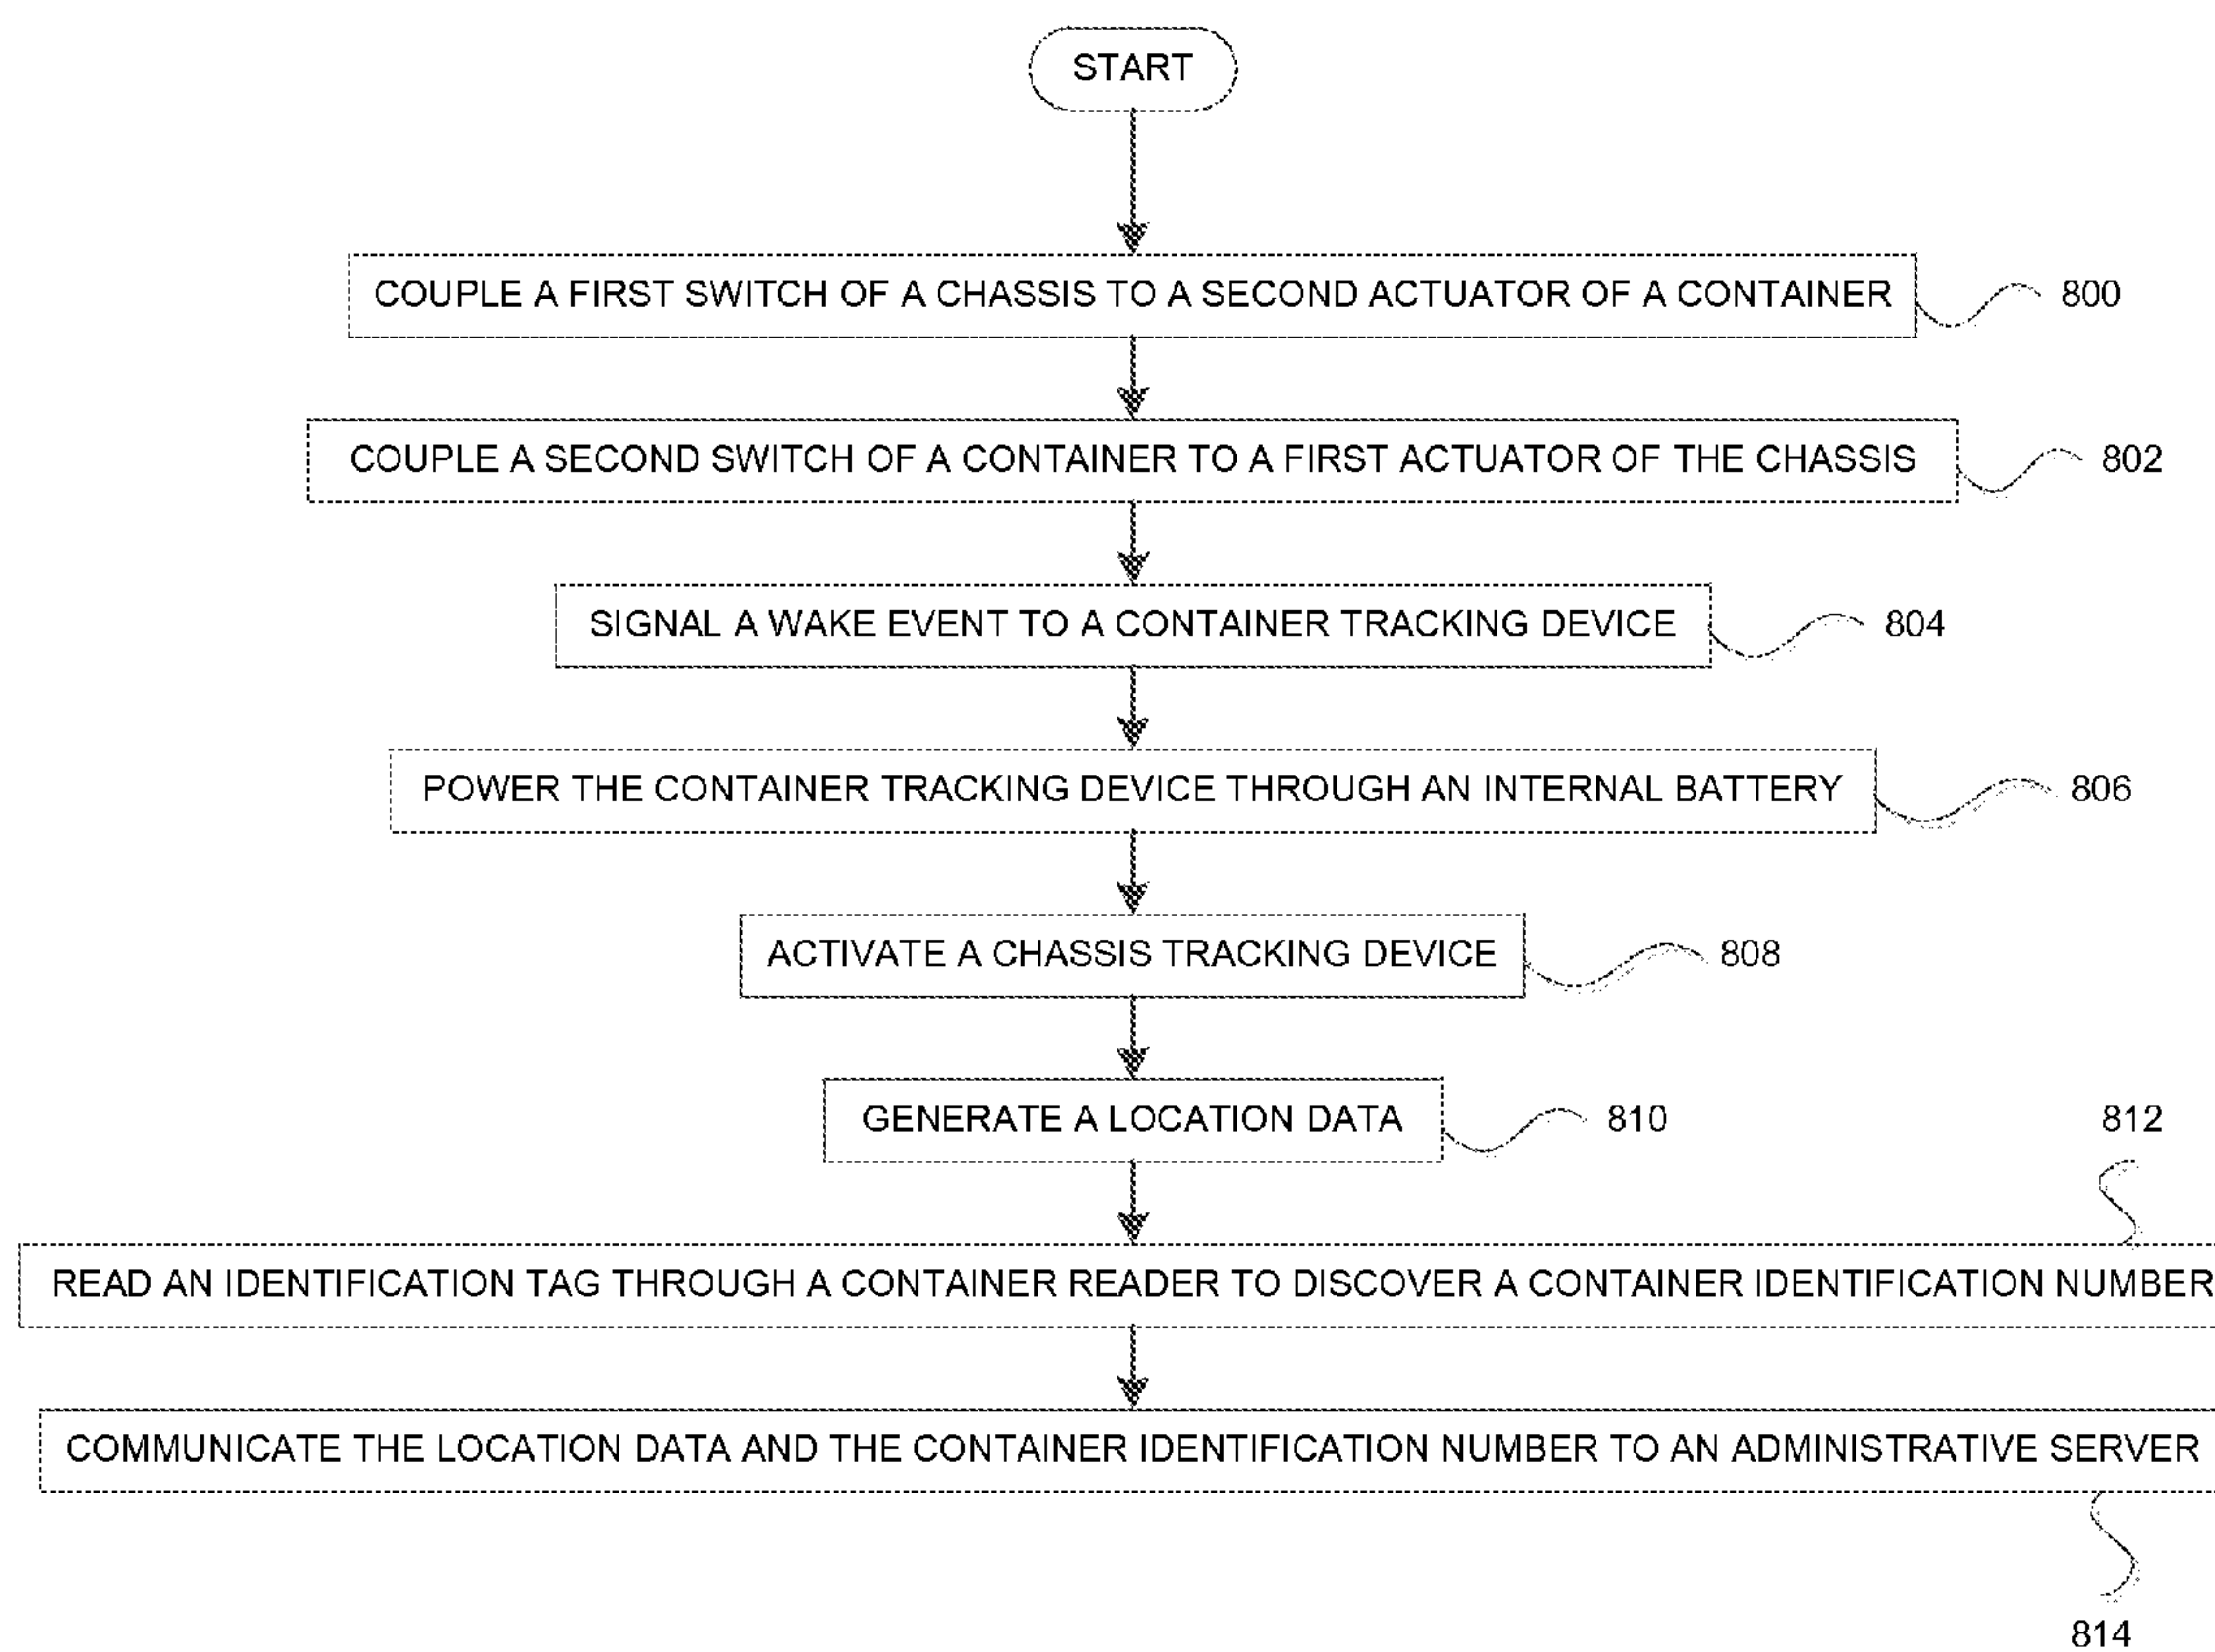 START
COUPLE A FIRST SWITCH OF A CHASSIS TO A SECOND ACTUATOR OF A CONTAINER
800
COUPLE A SECOND SWITCH OF A CONTAINER TO A FIRST ACTUATOR OF THE CHASSIS
802
SIGNAL A WAKE EVENT TO A CONTAINER TRACKING DEVICE
804
POWER THE CONTAINER TRACKING DEVICE THROUGH AN INTERNAL BATTERY
806
ACTIVATE A CHASSIS TRACKING DEVICE
808
GENERATE A LOCATION DATA
810
812
READ AN IDENTIFICATION TAG THROUGH A CONTAINER READER TO DISCOVER A CONTAINER IDENTIFICATION NUMBER
COMMUNICATE THE LOCATION DATA AND THE CONTAINER IDENTIFICATION NUMBER TO AN ADMINISTRATIVE SERVER
814